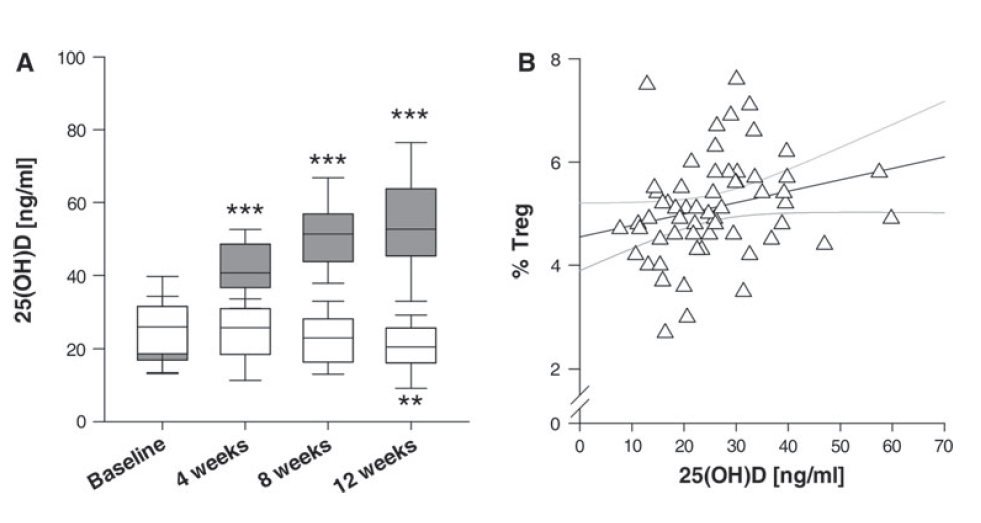 A
100
80
60
40
20
0
25(OH)D [ng/ml]
***
***
***
**
Baseline
4 weeks
8 weeks
12 weeks
B
8
6
4
2
0
% Treg
0 10 20 30 40 50 60 70
25(OH)D [ng/ml]